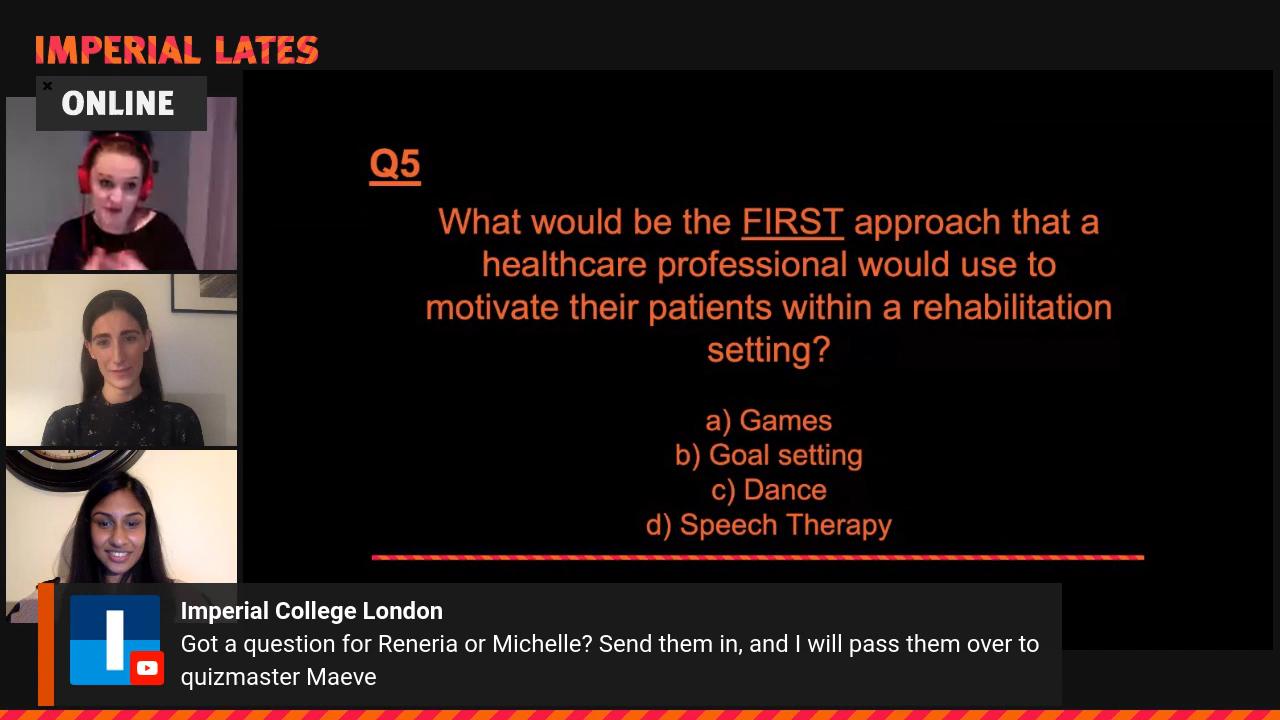 IMPERIAL LATES
ONLINE
Q5
What would be the FIRST approach that a
healthcare professional would use to
motivate their patients within a rehabilitation
setting?
a) Games
b) Goal setting
c) Dance
d) Speech Therapy
Imperial College London
Got a question for Reneria or Michelle? Send them in, and I will pass them over to
quizmaster Maeve